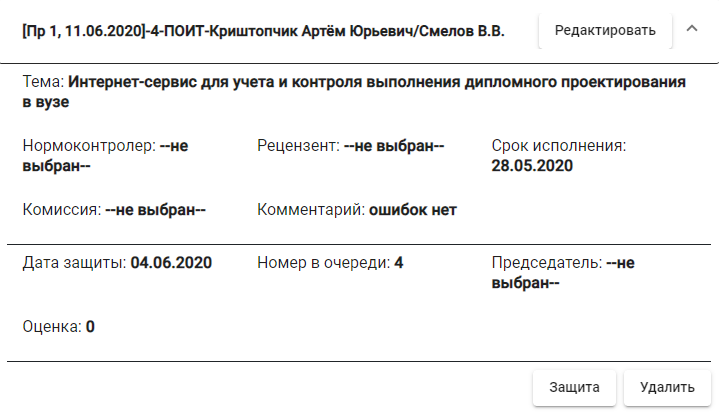 [Пр 1, 11.06.2020]-4-ПОИТ-Криштопчик Артём Юрьевич/Смелов В.В. Редактировать
Тема: Интернет-сервис для учета и контроля выполнения дипломного проектирования
в вузе
Нормоконтролер: --не
выбран--
Рецензент: --не выбран--
Срок исполнения:
28.05.2020
Комиссия: --не выбран--
Комментарий: ошибок нет
Дата защиты: 04.06.2020
Номер в очереди: 4
Председатель: --не
выбран--
Оценка: 0
Защита
Удалить